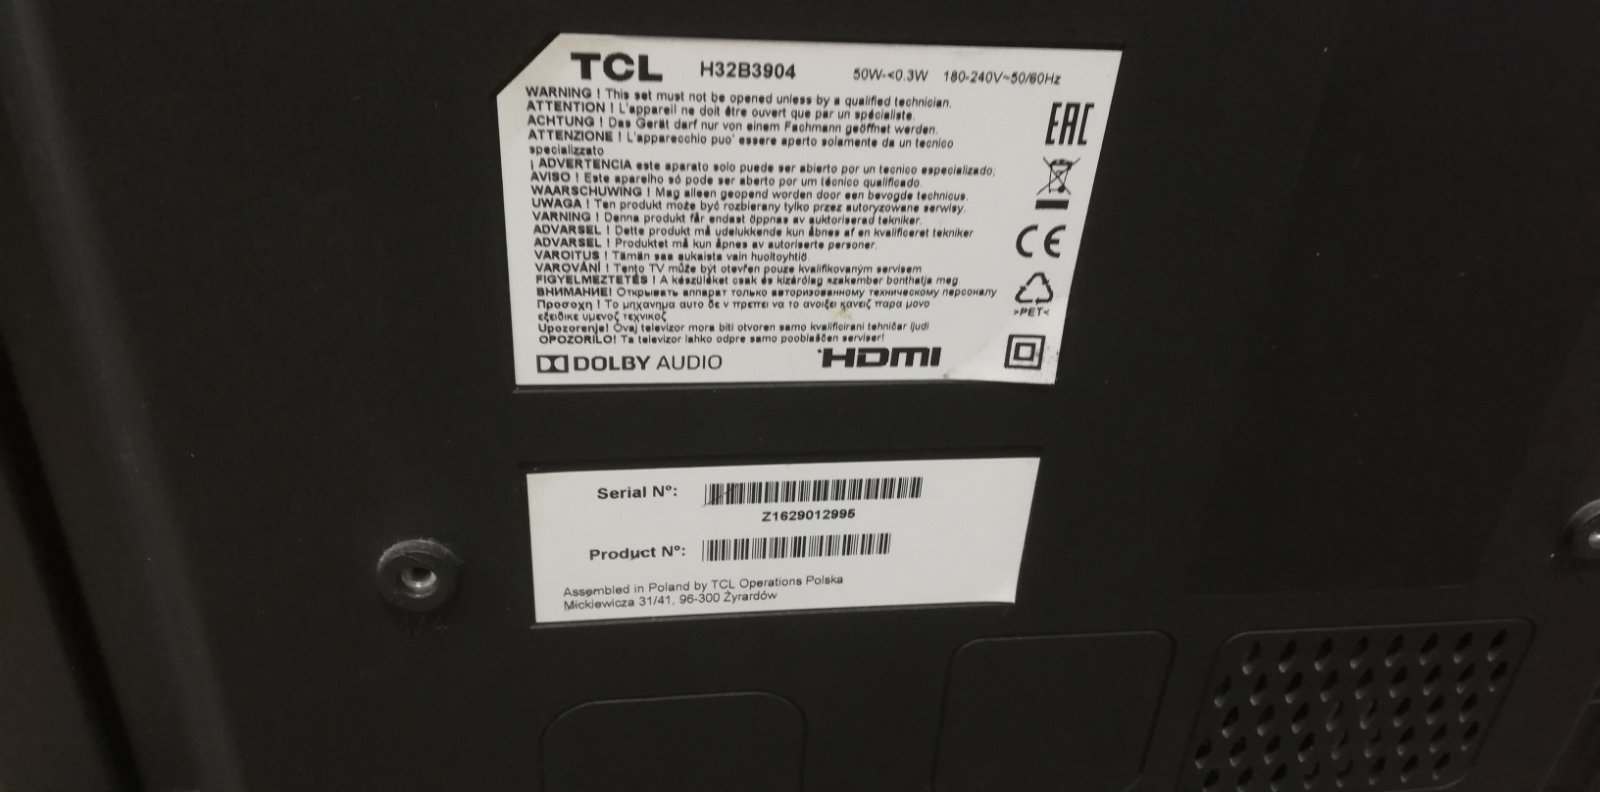 TCL H32B3904 50W-<0.3W 180-240V~50/60Hz
WARNING ! This set must not be opened unless by a qualified technician.
ATTENTION ! L'appareil ne doit être ouvert que par un spécialiste.
ACHTUNG ! Das Gerät darf nur von einem Fachmann geöffnet werden.
ATTENZIONE ! L'apparecchio puo' essere aperto solamente da un tecnico
specializzato
¡ ADVERTENCIA este aparato solo puede ser abierto por un tecnico especializado;
AVISO ! Este aparelho só pode ser aberto por um técnico qualificado.
WAARSCHUWING ! Mag alleen geopend worden door een bevogde technicus.
UWAGA ! Ten produkt może być rozbierany tylko przez autoryzowane serwisy.
VARNING ! Denna produkt får endast öppnas av auktoriserad tekniker.
ADVARSEL ! Dette produkt må udelukkende kun åbnes af en kvalificeret tekniker
ADVARSEL ! Produktet må kun åpnes av autoriserte personer.
VAROITUS ! Tämän saa aukaista vain huoltoyhtiö.
VAROVÁNÍ ! Tento TV může být otevřen pouze kvalifikovaným servisem
FIGYELMEZTETÉS ! A készüléket csak és kizárólag szakember bonthatja meg.
ВНИМАНИЕ! Открывать аппарат только авторизованному техническому персоналу
Προσοχη ! Το μηχανημα αυτο δε ν πρεπει να το ανοιξει κανεις παρα μονο
εξειδικε υμενος τεχνικος
Upozorenje! Ovaj televizor mora biti otvoren samo kvalificirani tehničar ljudi
OPOZORILO! Ta televizor lahko odpre samo pooblaščen serviser!
DOLBY AUDIO HDMI
EAC
CE
>PET<
Serial N°:
Z1629012995
Product N°:
Assembled in Poland by TCL Operations Polska
Mickiewicza 31/41, 96-300 Żyrardów